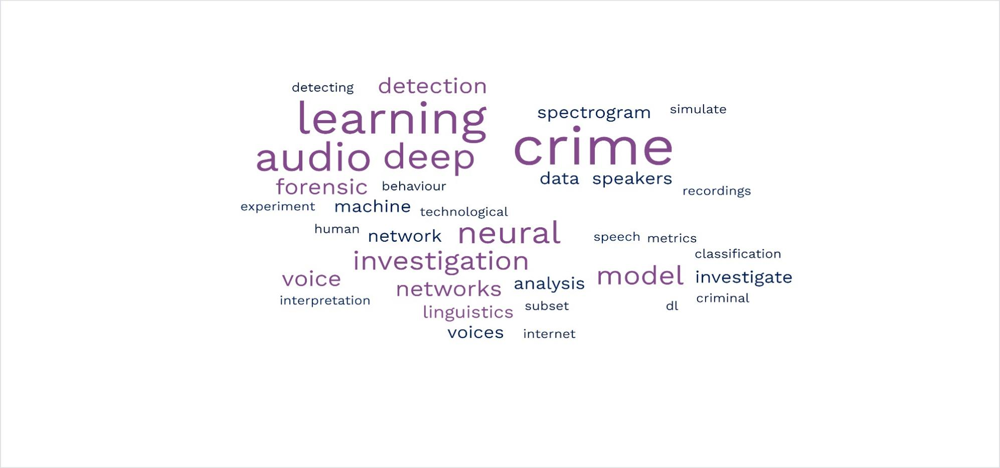 detecting detection
learning spectrogram simulate
audio deep crime
data speakers
forensic behaviour recordings
experiment machine technological
human network neural speech metrics
classification
investigation
voice networks analysis model investigate
interpretation criminal
linguistics subset dl
voices internet